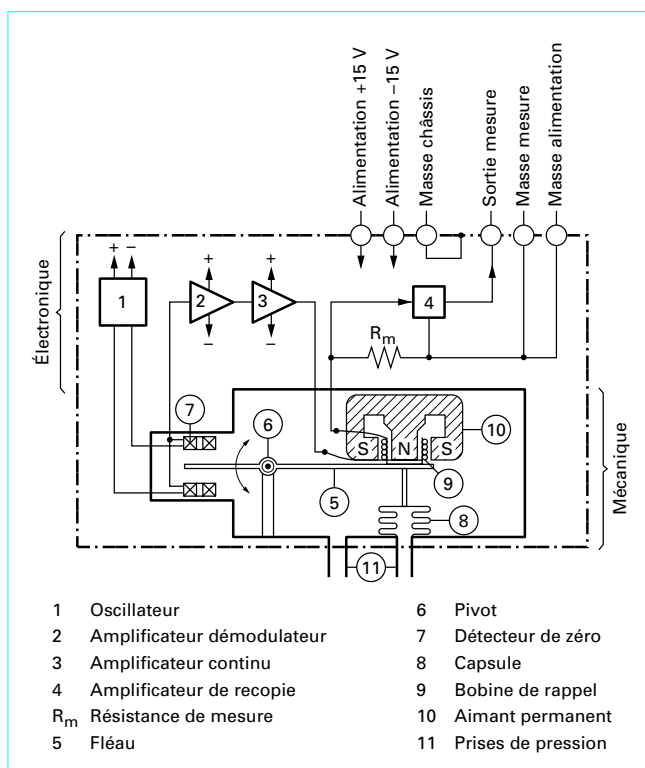 Alimentation +15 V
Alimentation –15 V
Masse châssis
Sortie mesure
Masse mesure
Masse alimentation
Électronique
Mécanique
+ –
+
+
1
2
3
4
–
–
Rm
7
6
S
N
S
10
5
9
8
11
1 Oscillateur
2 Amplificateur démodulateur
3 Amplificateur continu
4 Amplificateur de recopie
Rm Résistance de mesure
5 Fléau
6 Pivot
7 Détecteur de zéro
8 Capsule
9 Bobine de rappel
10 Aimant permanent
11 Prises de pression